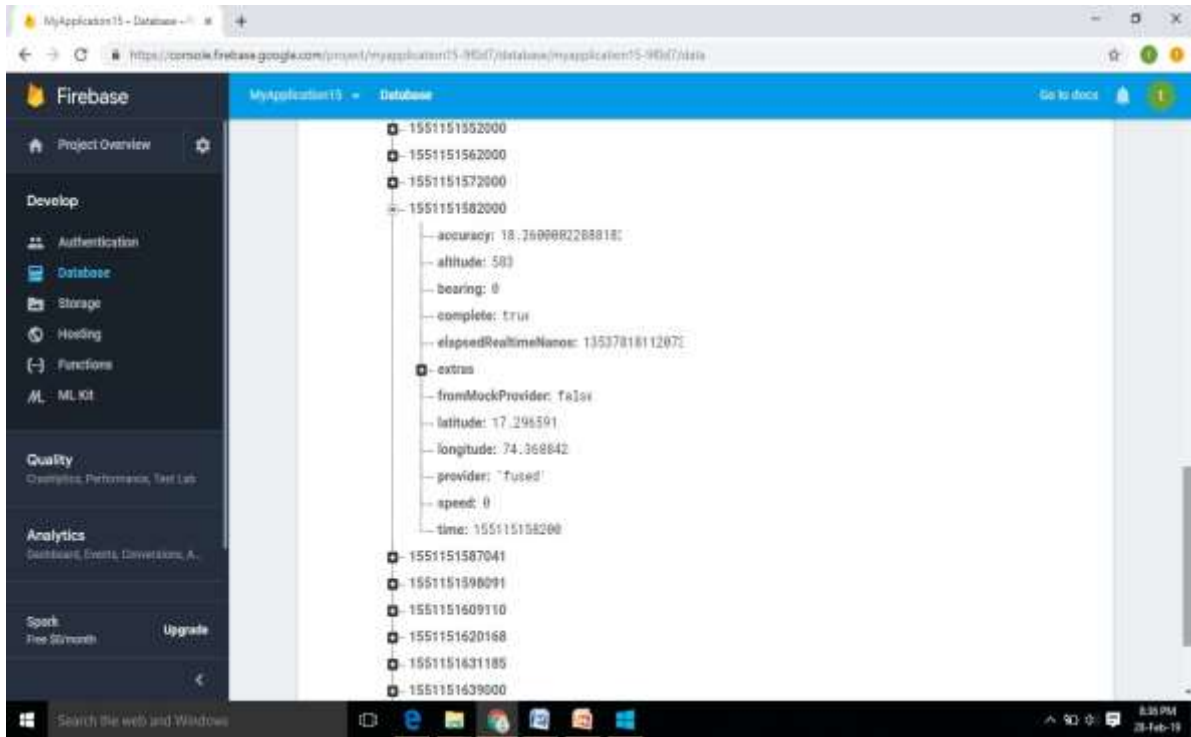 MyApplication15 – Database –
https://console.firebase.google.com/project/myapplication15-9f0d7/database/myapplication15-9f0d7/data
Firebase
MyApplication15
Database
Go to docs
Project Overview
Develop
Authentication
Database
Storage
Hosting
Functions
ML Kit
Quality
Crashlytics, Performance, Test Lab
Analytics
Dashboard, Events, Conversions, A...
Spark
Free $0/month
Upgrade
1551151552000
1551151562000
1551151572000
1551151582000
accuracy:
altitude: 583
bearing: 0
complete: true
elapsedRealtimeNanos:
extras
fromMockProvider: false
latitude: 17.296591
longitude: 74.368842
provider: "fused"
speed: 0
time: 155115158200
1551151587041
1551151598091
1551151609110
1551151620168
1551151631185
1551151639000
Search the web and Windows
8:36 PM
28-Feb-19